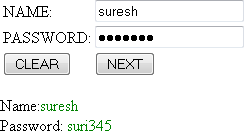 NAME: suresh
PASSWORD: •••••••
CLEAR NEXT
Name:suresh
Password: suri345